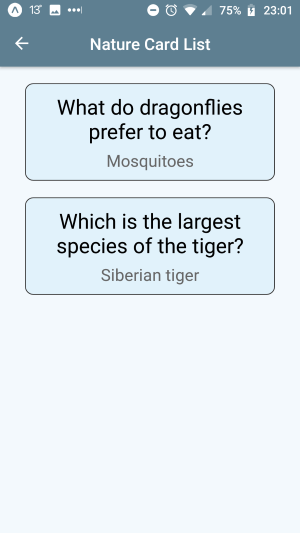 13° 75% 23:01
Nature Card List
What do dragonflies
prefer to eat?
Mosquitoes
Which is the largest
species of the tiger?
Siberian tiger